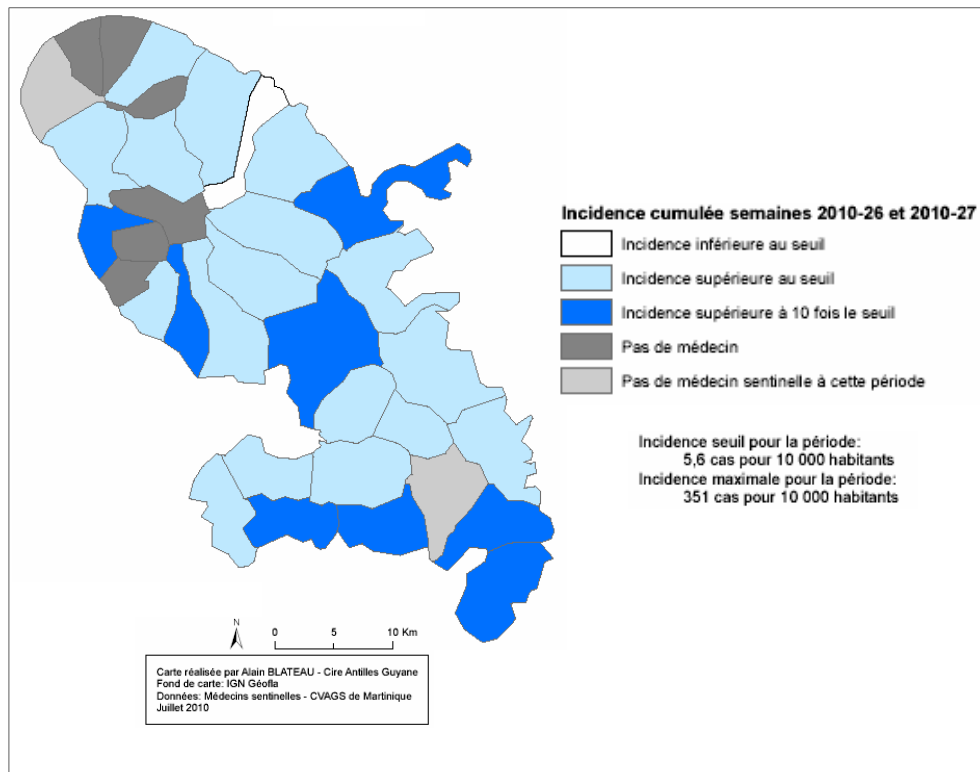 Incidence cumulée semaines 2010-26 et 2010-27
Incidence inférieure au seuil
Incidence supérieure au seuil
Incidence supérieure à 10 fois le seuil
Pas de médecin
Pas de médecin sentinelle à cette période
Incidence seuil pour la période:
5,6 cas pour 10 000 habitants
Incidence maximale pour la période:
351 cas pour 10 000 habitants
N
0 5 10 Km
Carte réalisée par Alain BLATEAU - Cire Antilles Guyane
Fond de carte: IGN Géofla
Données: Médecins sentinelles - CVAGS de Martinique
Juillet 2010